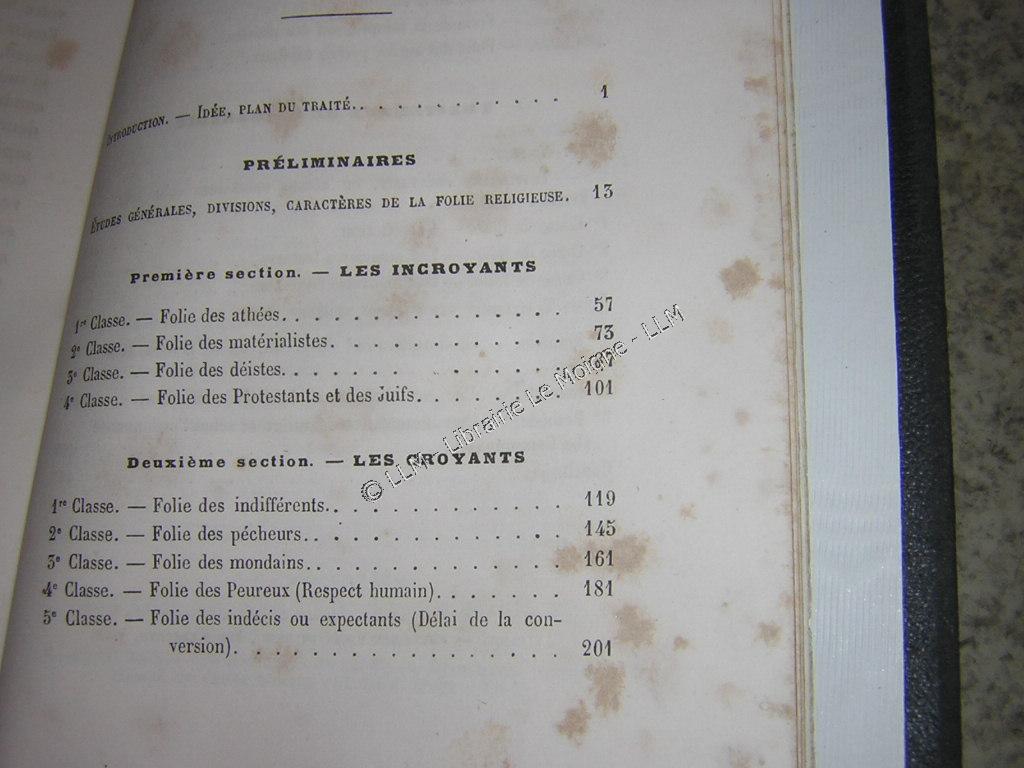 Introduction. — Idée, plan du traité. . . . . . . . . . . . 1
PRÉLIMINAIRES
Études générales, divisions, caractères de la folie religieuse. 13
Première section. — LES INCROYANTS
1re Classe. — Folie des athées. . . . . . . . . . . . . . . 57
2e Classe. — Folie des matérialistes. . . . . . . . . . . . 73
3e Classe. — Folie des déistes. . . . . . . . . . . .
4e Classe. — Folie des Protestants et des Juifs. . . . . . . 101
© LLM - Librairie Le Moigne - LLM
Deuxième section. — LES CROYANTS
1re Classe. — Folie des indifférents. . . . . . . . . . . . 119
2e Classe. — Folie des pécheurs. . . . . . . . . . . . . . 145
3e Classe. — Folie des mondains. . . . . . . . . . . . . . 161
4e Classe. — Folie des Peureux (Respect humain). . . . . . . 181
5e Classe. — Folie des indécis ou expectants (Délai de la con-
version). . . . . . . . . . . . . . . 201